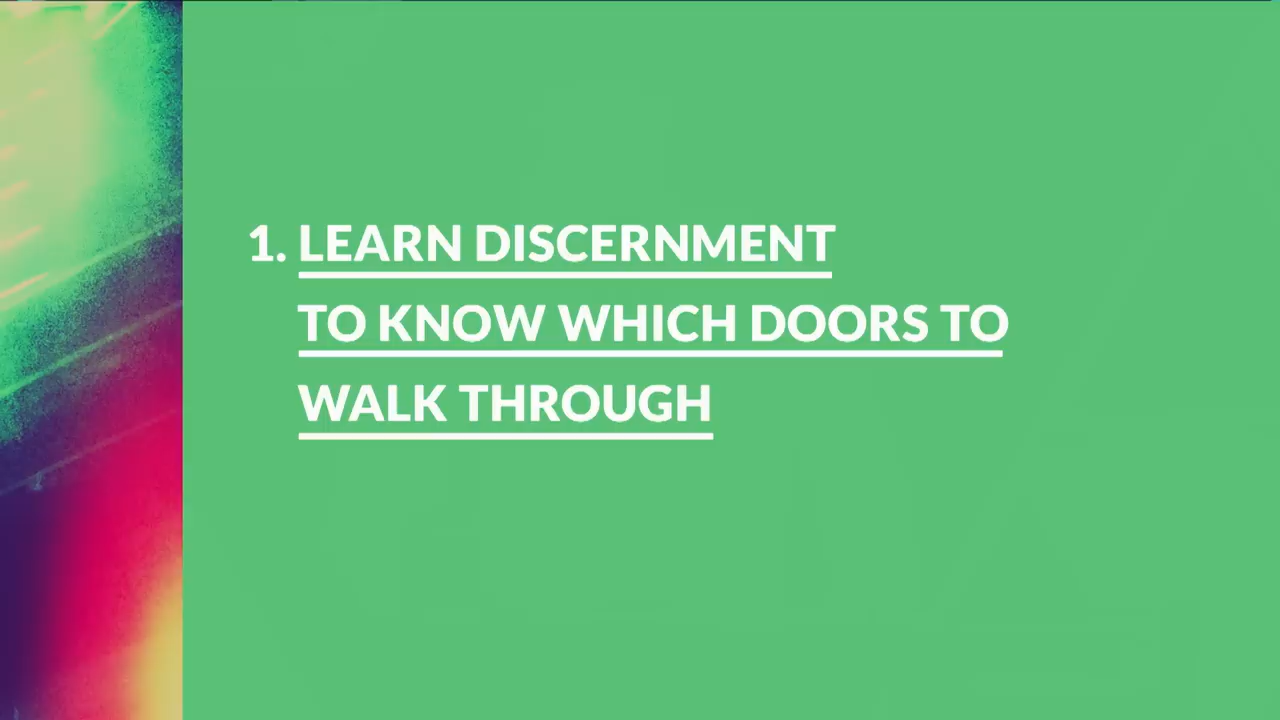 1. LEARN DISCERNMENT
TO KNOW WHICH DOORS TO
WALK THROUGH